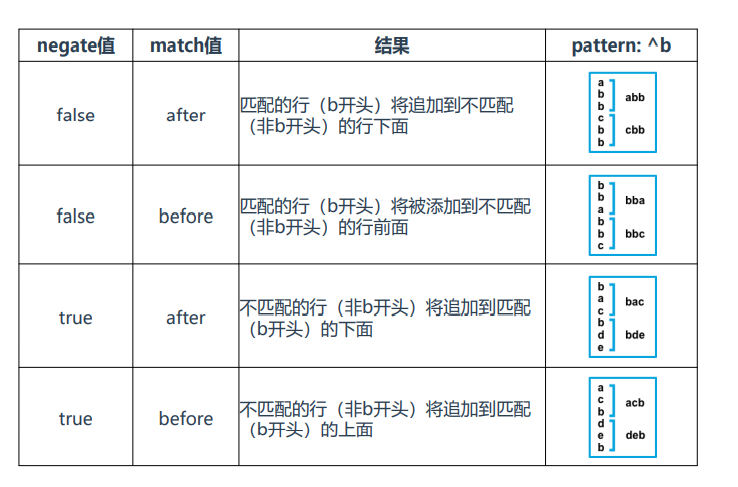 negate值 match值 结果 pattern: ^b
false after 匹配的行（b开头）将追加到不匹配
（非b开头）的行下面
a
b
b
c
b
b
abb
cbb
false before 匹配的行（b开头）将被添加到不匹配
（非b开头）的行前面
b
b
a
b
b
c
bba
bbc
true after 不匹配的行（非b开头）将追加到匹配
（b开头）的下面
b
a
c
b
d
e
bac
bde
true before 不匹配的行（非b开头）将追加到匹配
（b开头）的上面
a
c
b
d
e
b
acb
deb